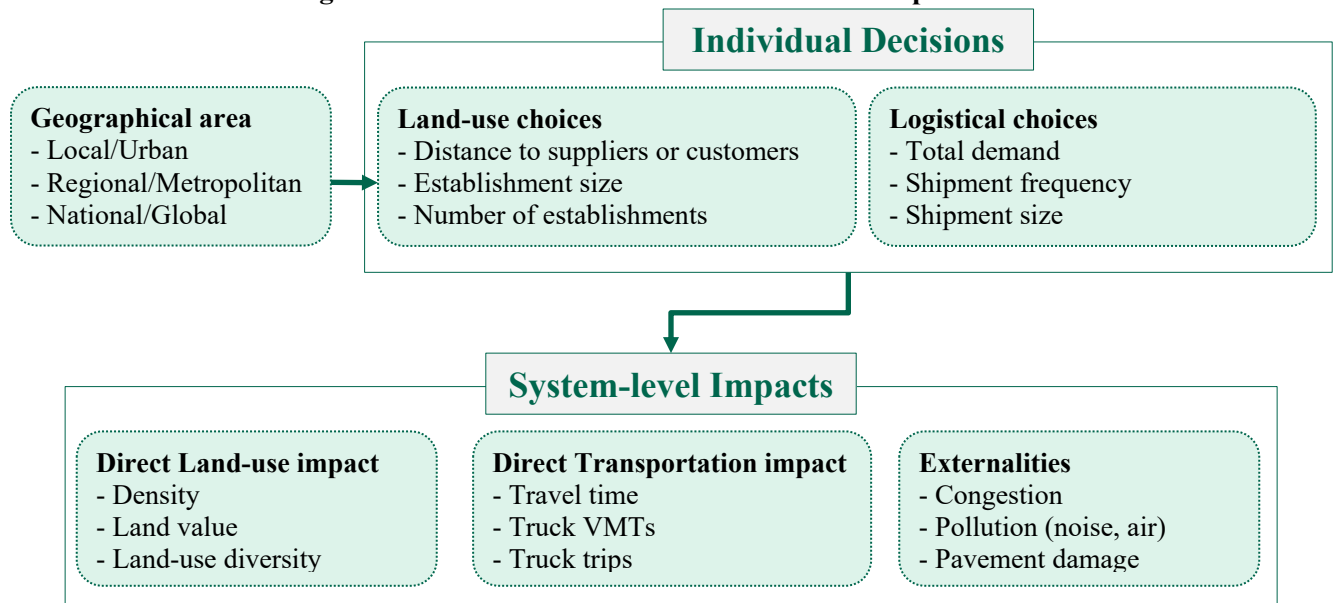 Individual Decisions
Geographical area
- Local/Urban
- Regional/Metropolitan
- National/Global
Land-use choices
- Distance to suppliers or customers
- Establishment size
- Number of establishments
Logistical choices
- Total demand
- Shipment frequency
- Shipment size
System-level Impacts
Direct Land-use impact
- Density
- Land value
- Land-use diversity
Direct Transportation impact
- Travel time
- Truck VMTs
- Truck trips
Externalities
- Congestion
- Pollution (noise, air)
- Pavement damage